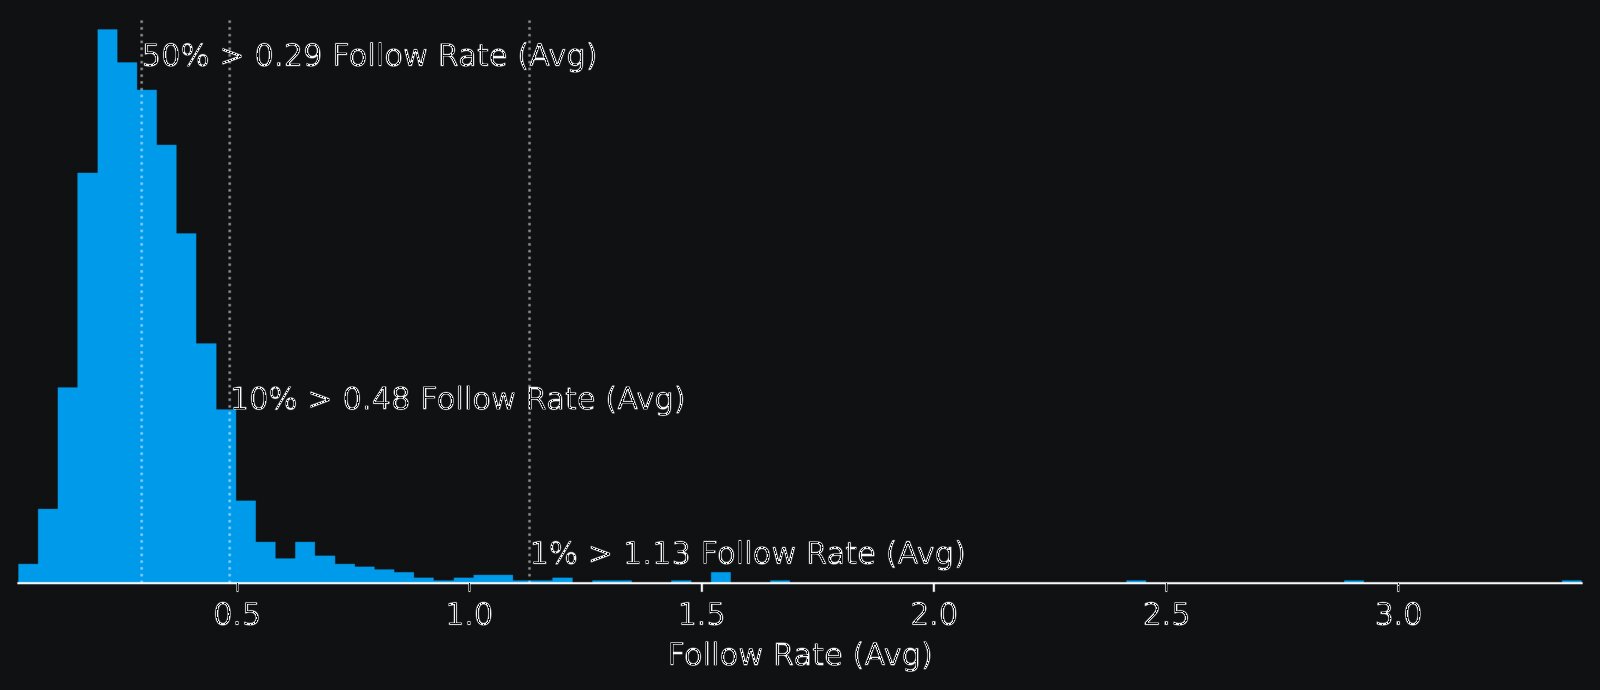 50% > 0.29 Follow Rate (Avg)
10% > 0.48 Follow Rate (Avg)
1% > 1.13 Follow Rate (Avg)
0.5 1.0 1.5 2.0 2.5 3.0
Follow Rate (Avg)